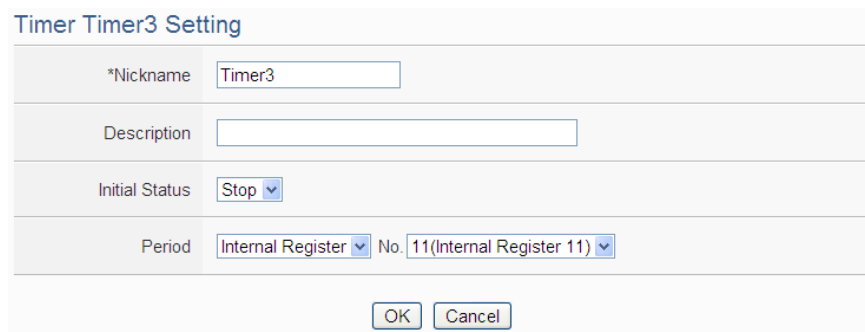 Timer Timer3 Setting
*Nickname Timer3
Description
Initial Status Stop
Period Internal Register No. 11(Internal Register 11)
OK Cancel